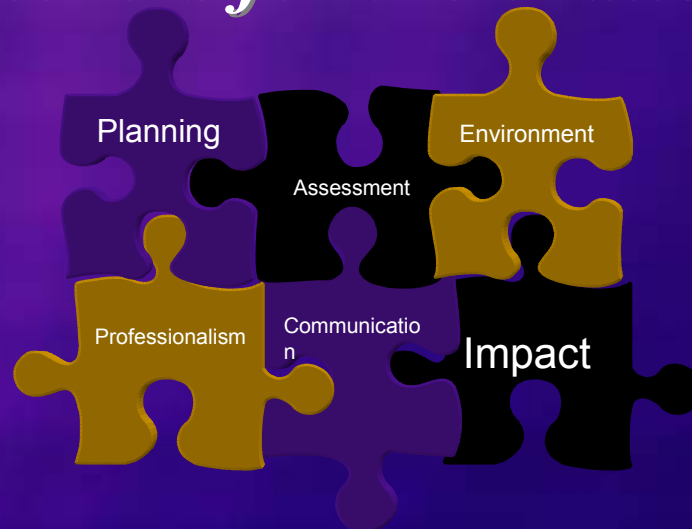 Planning
Assessment
Environment
Professionalism
Communicatio
n
Impact